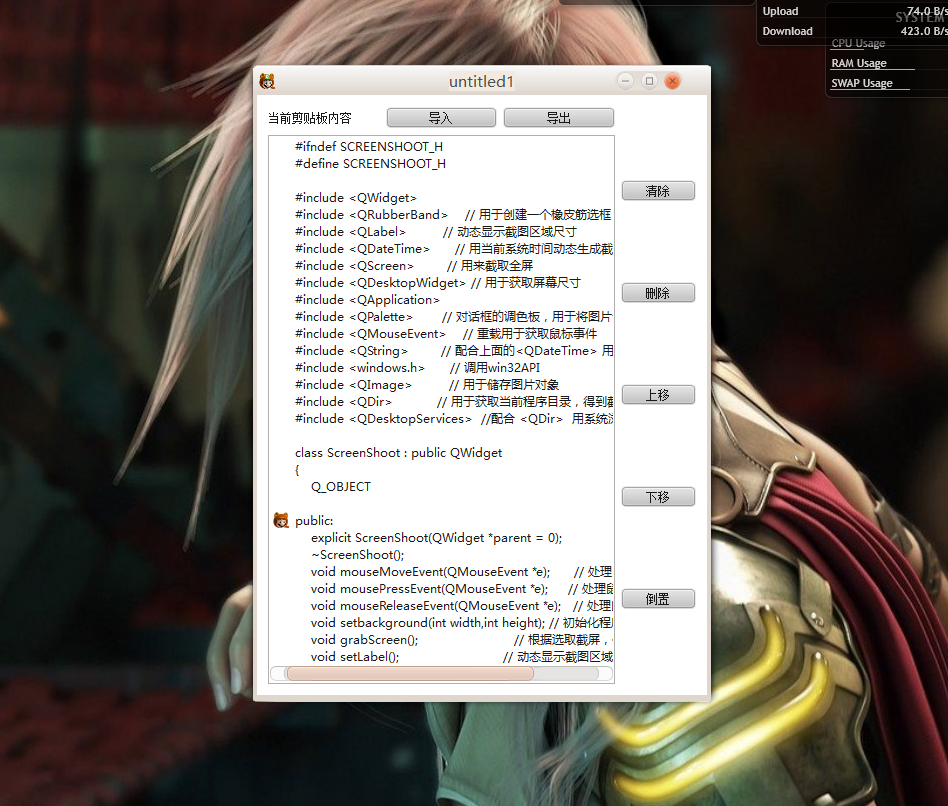 Upload 74.0 B/s
SYSTEM
Download 423.0 B/s
CPU Usage
RAM Usage
SWAP Usage
untitled1
当前剪贴板内容 导入 导出
#ifndef SCREENSHOOT_H
#define SCREENSHOOT_H
清除
#include <QWidget>
#include <QRubberBand> // 用于创建一个橡皮筋选框
#include <QLabel> // 动态显示截图区域尺寸
#include <QDateTime> // 用当前系统时间动态生成截
#include <QScreen> // 用来截取全屏
#include <QDesktopWidget> // 用于获取屏幕尺寸
删除
#include <QApplication>
#include <QPalette> // 对话框的调色板，用于将图片
#include <QMouseEvent> // 重载用于获取鼠标事件
#include <QString> // 配合上面的<QDateTime> 用
#include <windows.h> // 调用win32API
#include <QImage> // 用于储存图片对象
上移
#include <QDir> // 用于获取当前程序目录，得到截
#include <QDesktopServices> //配合 <QDir> 用系统浏
class ScreenShoot : public QWidget
{
Q_OBJECT
下移
public:
explicit ScreenShoot(QWidget *parent = 0);
~ScreenShoot();
void mouseMoveEvent(QMouseEvent *e); // 处理
void mousePressEvent(QMouseEvent *e); // 处理鼠
倒置
void mouseReleaseEvent(QMouseEvent *e); // 处理
void setbackground(int width,int height); // 初始化程
void grabScreen(); // 根据选取截屏，
void setLabel(); // 动态显示截图区域